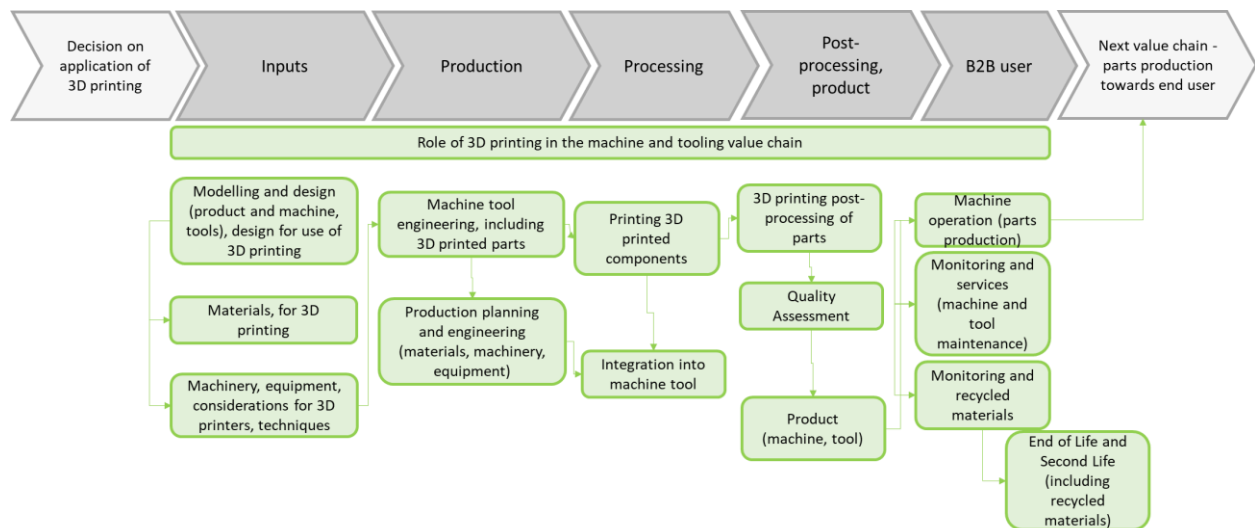 Decision on
application of
3D printing
Inputs
Production
Processing
Post-
processing,
product
B2B user
Next value chain -
parts production
towards end user
Role of 3D printing in the machine and tooling value chain
Modelling and design
(product and machine,
tools), design for use of
3D printing
Materials, for 3D
printing
Machinery, equipment,
considerations for 3D
printers, techniques
Machine tool
engineering, including
3D printed parts
Production planning
and engineering
(materials, machinery,
equipment)
Printing 3D
printed
components
Integration into
machine tool
3D printing post-
processing of
parts
Quality
Assessment
Product
(machine, tool)
Machine
operation (parts
production)
Monitoring and
services
(machine and
tool
maintenance)
Monitoring and
recycled
materials
End of Life and
Second Life
(including
recycled
materials)